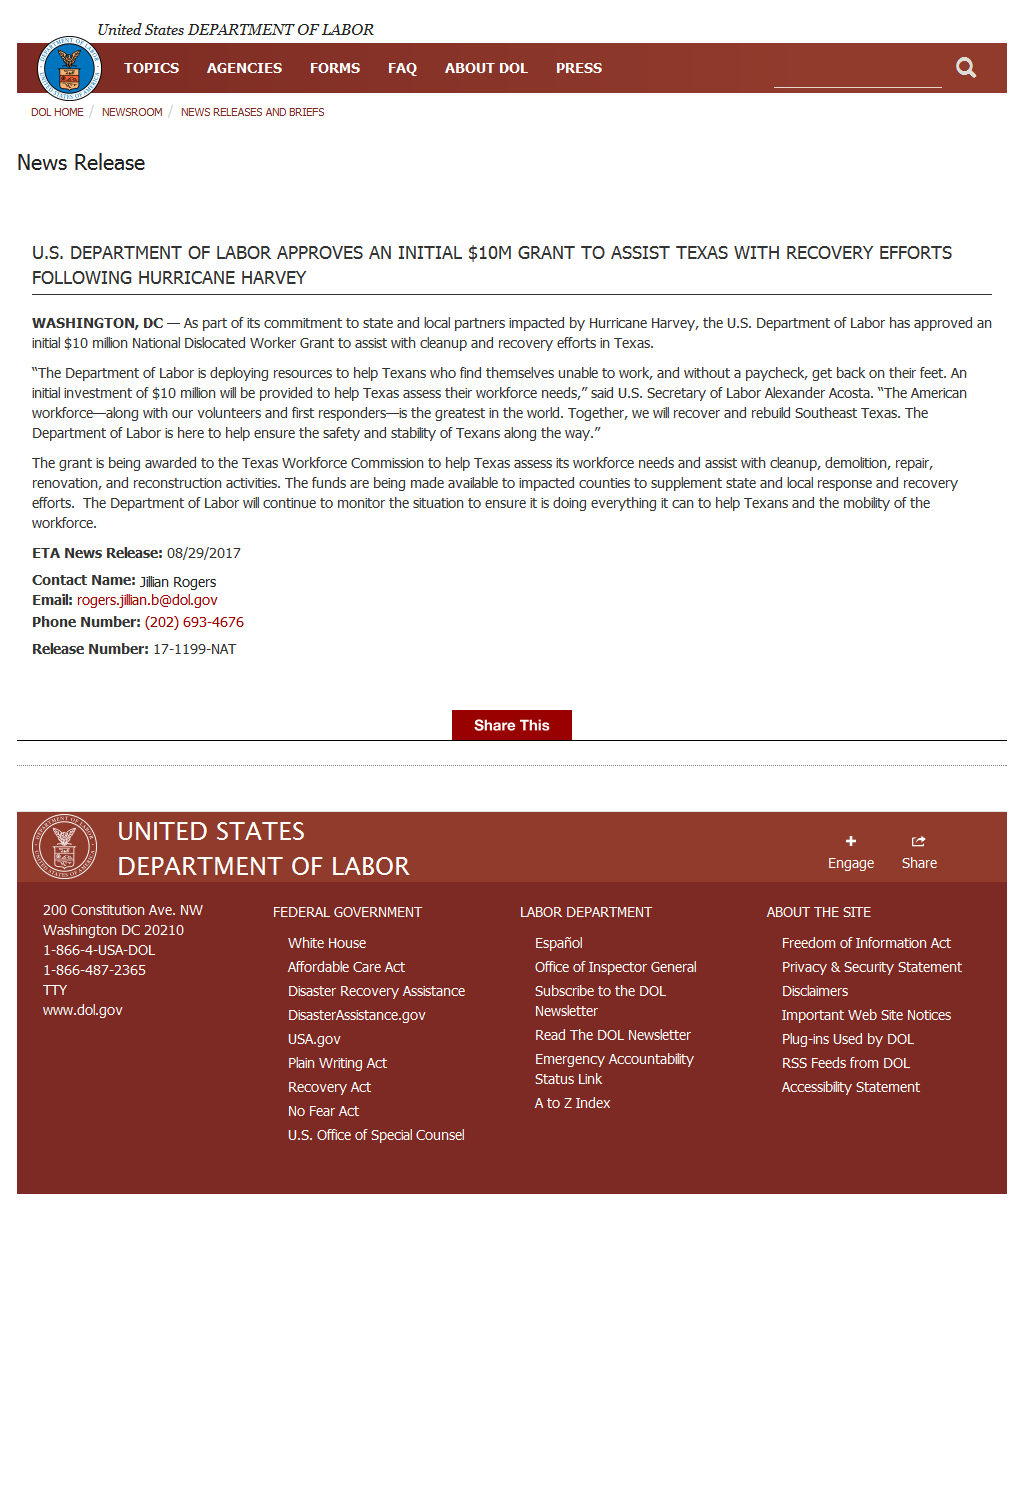 United States DEPARTMENT OF LABOR
TOPICS AGENCIES FORMS FAQ ABOUT DOL PRESS
DOL HOME / NEWSROOM / NEWS RELEASES AND BRIEFS
News Release
U.S. DEPARTMENT OF LABOR APPROVES AN INITIAL $10M GRANT TO ASSIST TEXAS WITH RECOVERY EFFORTS
FOLLOWING HURRICANE HARVEY
WASHINGTON, DC — As part of its commitment to state and local partners impacted by Hurricane Harvey, the U.S. Department of Labor has approved an
initial $10 million National Dislocated Worker Grant to assist with cleanup and recovery efforts in Texas.
“The Department of Labor is deploying resources to help Texans who find themselves unable to work, and without a paycheck, get back on their feet. An
initial investment of $10 million will be provided to help Texas assess their workforce needs,” said U.S. Secretary of Labor Alexander Acosta. “The American
workforce—along with our volunteers and first responders—is the greatest in the world. Together, we will recover and rebuild Southeast Texas. The
Department of Labor is here to help ensure the safety and stability of Texans along the way.”
The grant is being awarded to the Texas Workforce Commission to help Texas assess its workforce needs and assist with cleanup, demolition, repair,
renovation, and reconstruction activities. The funds are being made available to impacted counties to supplement state and local response and recovery
efforts.  The Department of Labor will continue to monitor the situation to ensure it is doing everything it can to help Texans and the mobility of the
workforce.
ETA News Release: 08/29/2017
Contact Name: Jillian Rogers
Email: rogers.jillian.b@dol.gov
Phone Number: (202) 693-4676
Release Number: 17-1199-NAT
Share This
UNITED STATES
DEPARTMENT OF LABOR
Engage Share
200 Constitution Ave. NW
Washington DC 20210
1-866-4-USA-DOL
1-866-487-2365
TTY
www.dol.gov
FEDERAL GOVERNMENT
White House
Affordable Care Act
Disaster Recovery Assistance
DisasterAssistance.gov
USA.gov
Plain Writing Act
Recovery Act
No Fear Act
U.S. Office of Special Counsel
LABOR DEPARTMENT
Español
Office of Inspector General
Subscribe to the DOL
Newsletter
Read The DOL Newsletter
Emergency Accountability
Status Link
A to Z Index
ABOUT THE SITE
Freedom of Information Act
Privacy & Security Statement
Disclaimers
Important Web Site Notices
Plug-ins Used by DOL
RSS Feeds from DOL
Accessibility Statement